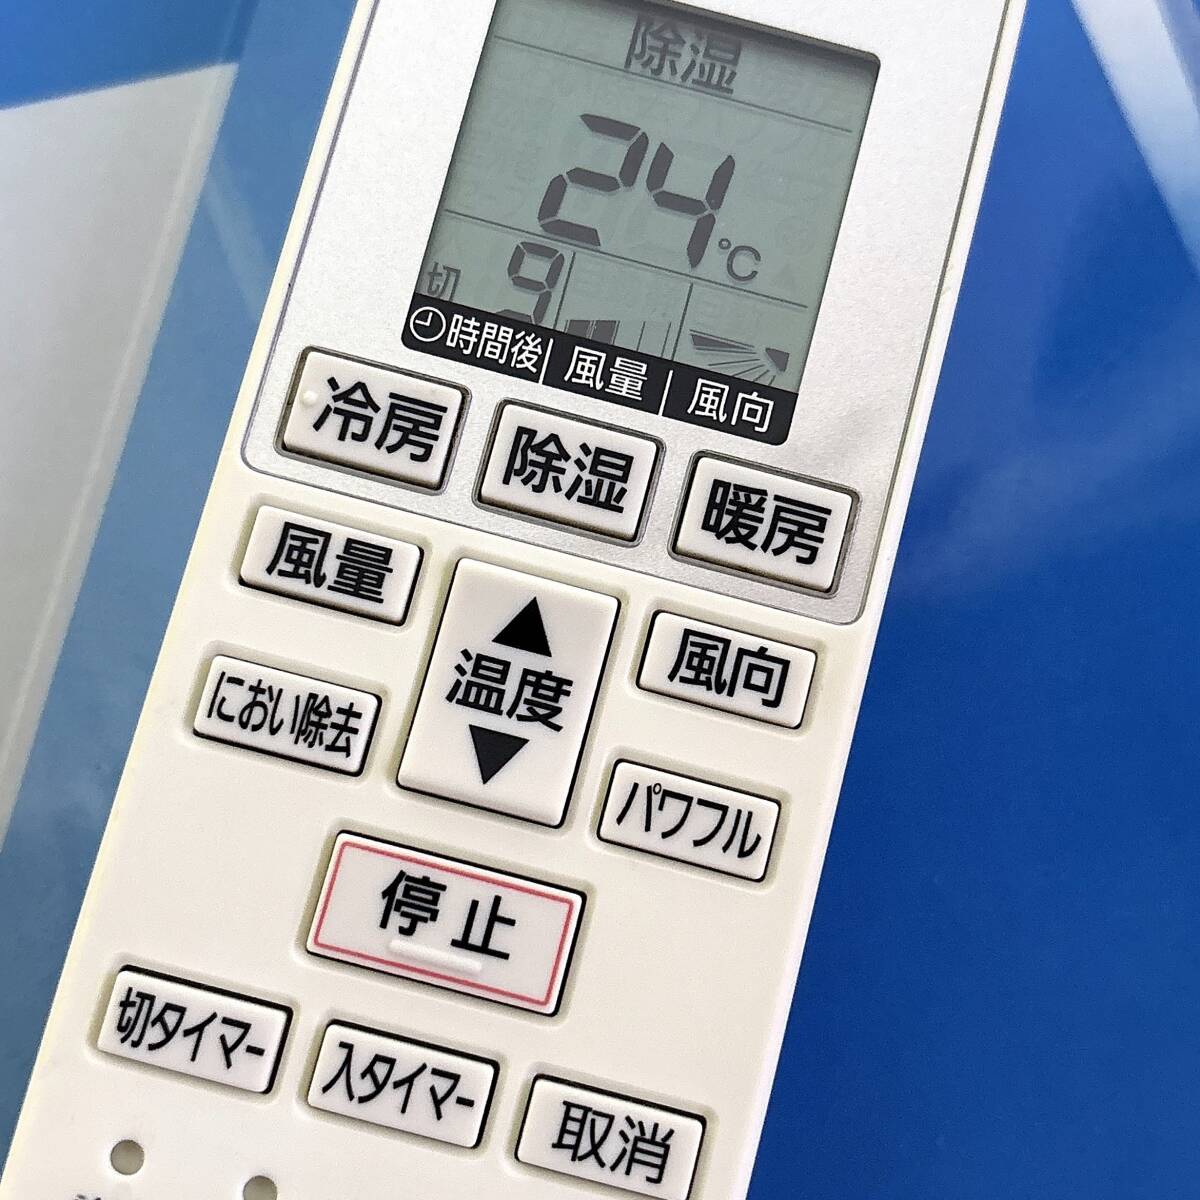 除湿
24℃
切 9
時間後 風量 風向
冷房 除湿 暖房
風量 温度 風向
におい除去 パワフル
停止
切タイマー 入タイマー 取消